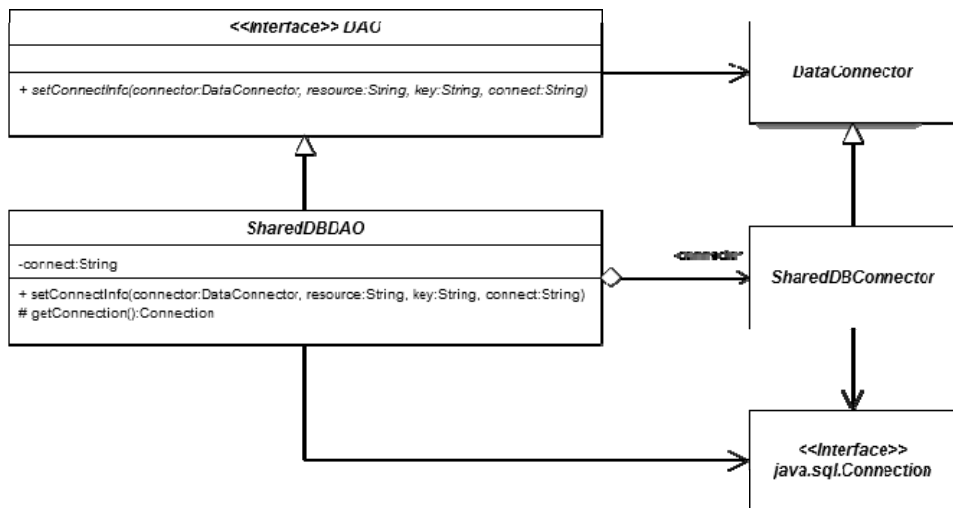 <<Interface>> DAO
+ setConnectInfo(connector:DataConnector, resource:String, key:String, connect:String)
DataConnector
SharedDBDAO
-connect:String
+ setConnectInfo(connector:DataConnector, resource:String, key:String, connect:String)
# getConnection():Connection
-connector
SharedDBConnector
<<Interface>>
java.sql.Connection